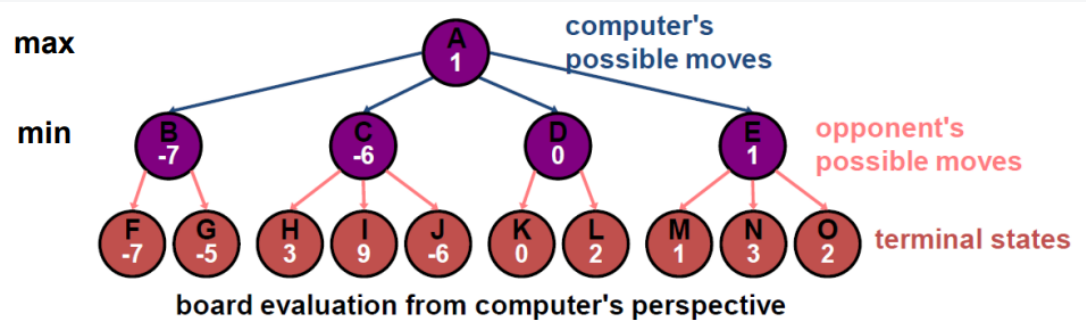 max
A
1
computer's
possible moves
min
B
-7
C
-6
D
0
E
1
opponent's
possible moves
F
-7
G
-5
H
3
I
9
J
-6
K
0
L
2
M
1
N
3
O
2
terminal states
board evaluation from computer's perspective